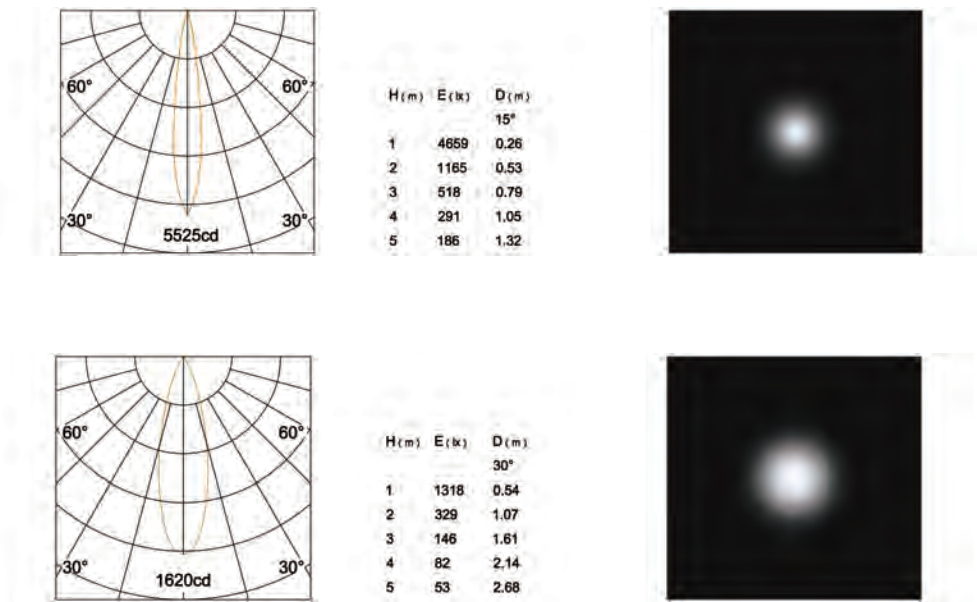 60° 60°
30° 30°
5525cd
H(m) E(lx) D(m)
15°
1 4659 0.26
2 1165 0.53
3 518 0.79
4 291 1.05
5 186 1.32
60° 60°
30° 30°
1620cd
H(m) E(lx) D(m)
30°
1 1318 0.54
2 329 1.07
3 146 1.61
4 82 2.14
5 53 2.68